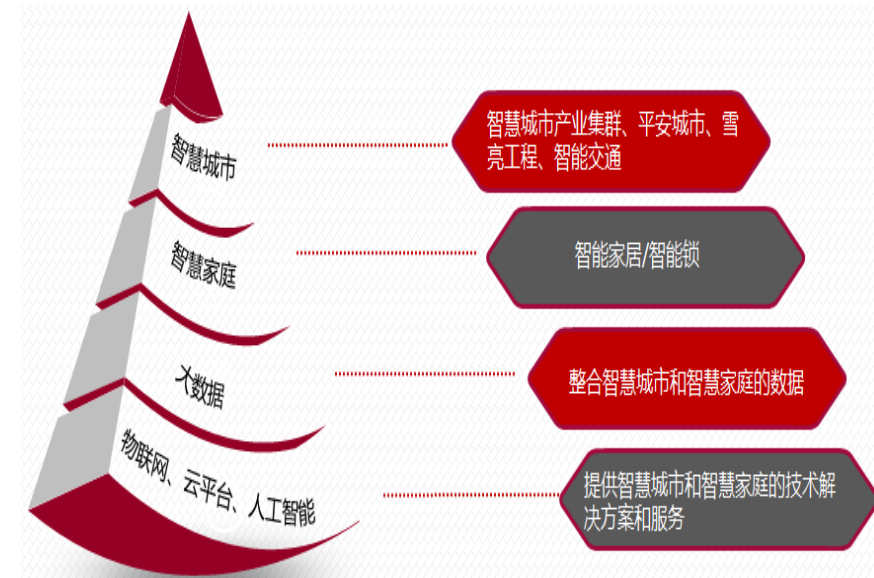 智慧城市
智慧城市产业集群、平安城市、雪
亮工程、智能交通
智慧家庭
智能家居/智能锁
大数据
整合智慧城市和智慧家庭的数据
物联网、云平台、人工智能
提供智慧城市和智慧家庭的技术解
决方案和服务